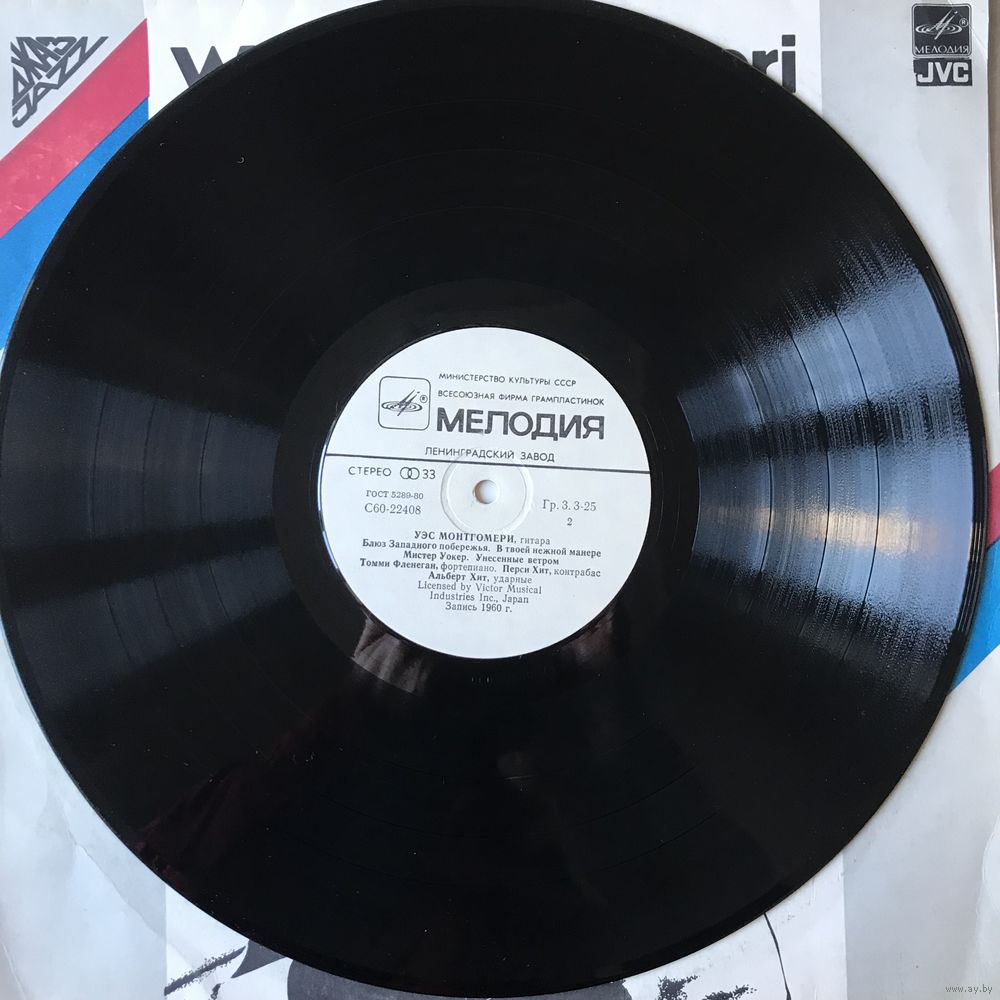 ДЖАЗ
JAZZ
МЕЛОДИЯ
JVC
МИНИСТЕРСТВО КУЛЬТУРЫ СССР
ВСЕСОЮЗНАЯ ФИРМА ГРАМПЛАСТИНОК
МЕЛОДИЯ
ЛЕНИНГРАДСКИЙ ЗАВОД
СТЕРЕО 33
ГОСТ 5289-80
С60-22408
Гр. 3. 3-25
2
УЭС МОНТГОМЕРИ, гитара
Блюз Западного побережья. В твоей нежной манере
Мистер Уокер. Унесенные ветром
Томми Фленеган, фортепиано. Перси Хит, контрабас
Альберт Хит, ударные
Licensed by Victor Musical
Industries Inc., Japan
Запись 1960 г.
www.ay.by